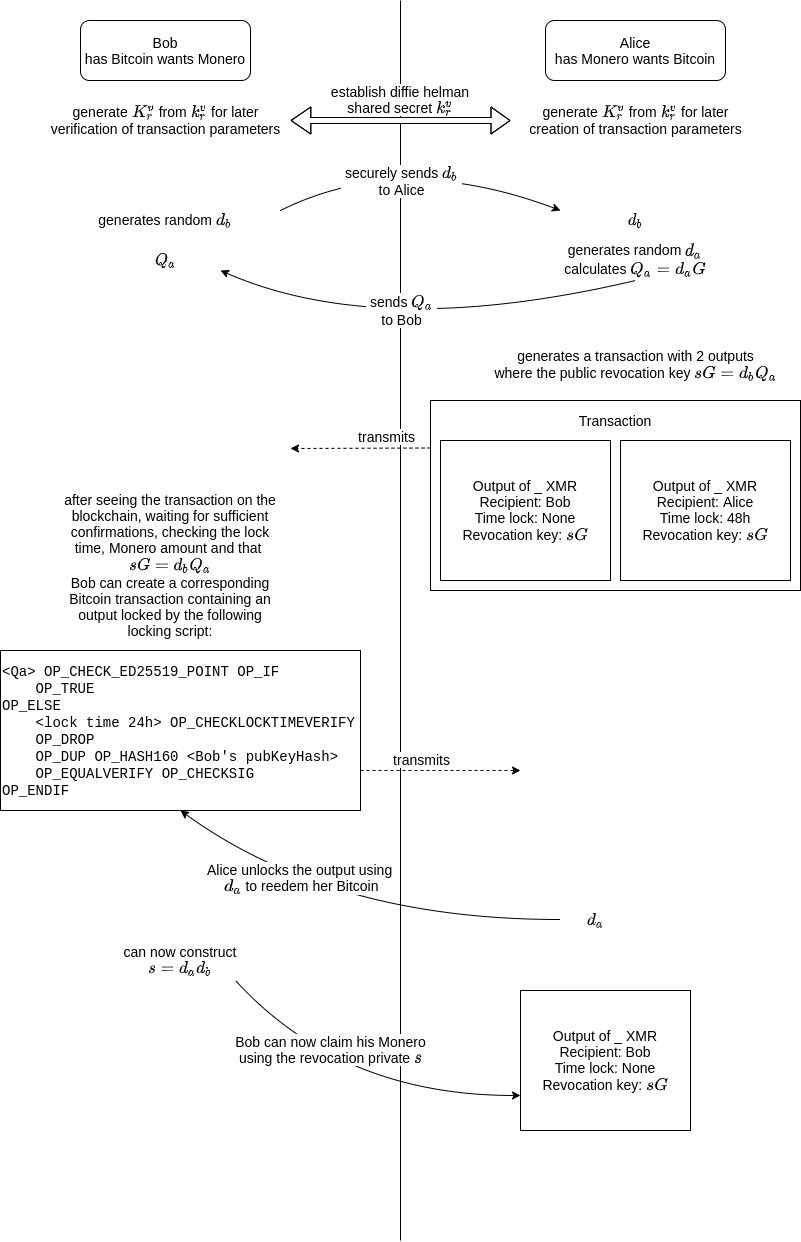 Bob
has Bitcoin wants Monero
Alice
has Monero wants Bitcoin
generate $K_r^v$ from $k_r^v$ for later
verification of transaction parameters
establish diffie helman
shared secret $k_r^v$
generate $K_r^v$ from $k_r^v$ for later
creation of transaction parameters
securely sends $d_b$
to Alice
generates random $d_b$
$d_b$
$Q_a$
generates random $d_a$
calculates $Q_a = d_a G$
sends $Q_a$
to Bob
generates a transaction with 2 outputs
where the public revocation key $sG = d_b Q_a$
Transaction
transmits
Output of _ XMR
Recipient: Bob
Time lock: None
Revocation key: $sG$
Output of _ XMR
Recipient: Alice
Time lock: 48h
Revocation key: $sG$
after seeing the transaction on the
blockchain, waiting for sufficient
confirmations, checking the lock
time, Monero amount and that
$sG = d_b Q_a$
Bob can create a corresponding
Bitcoin transaction containing an
output locked by the following
locking script:
<Qa> OP_CHECK_ED25519_POINT OP_IF
    OP_TRUE
OP_ELSE
    <lock time 24h> OP_CHECKLOCKTIMEVERIFY
    OP_DROP
    OP_DUP OP_HASH160 <Bob's pubKeyHash>
    OP_EQUALVERIFY OP_CHECKSIG
OP_ENDIF
transmits
Alice unlocks the output using
$d_a$ to reedem her Bitcoin
$d_a$
can now construct
$s = d_a d_b$
Bob can now claim his Monero
using the revocation private $s$
Output of _ XMR
Recipient: Bob
Time lock: None
Revocation key: $sG$